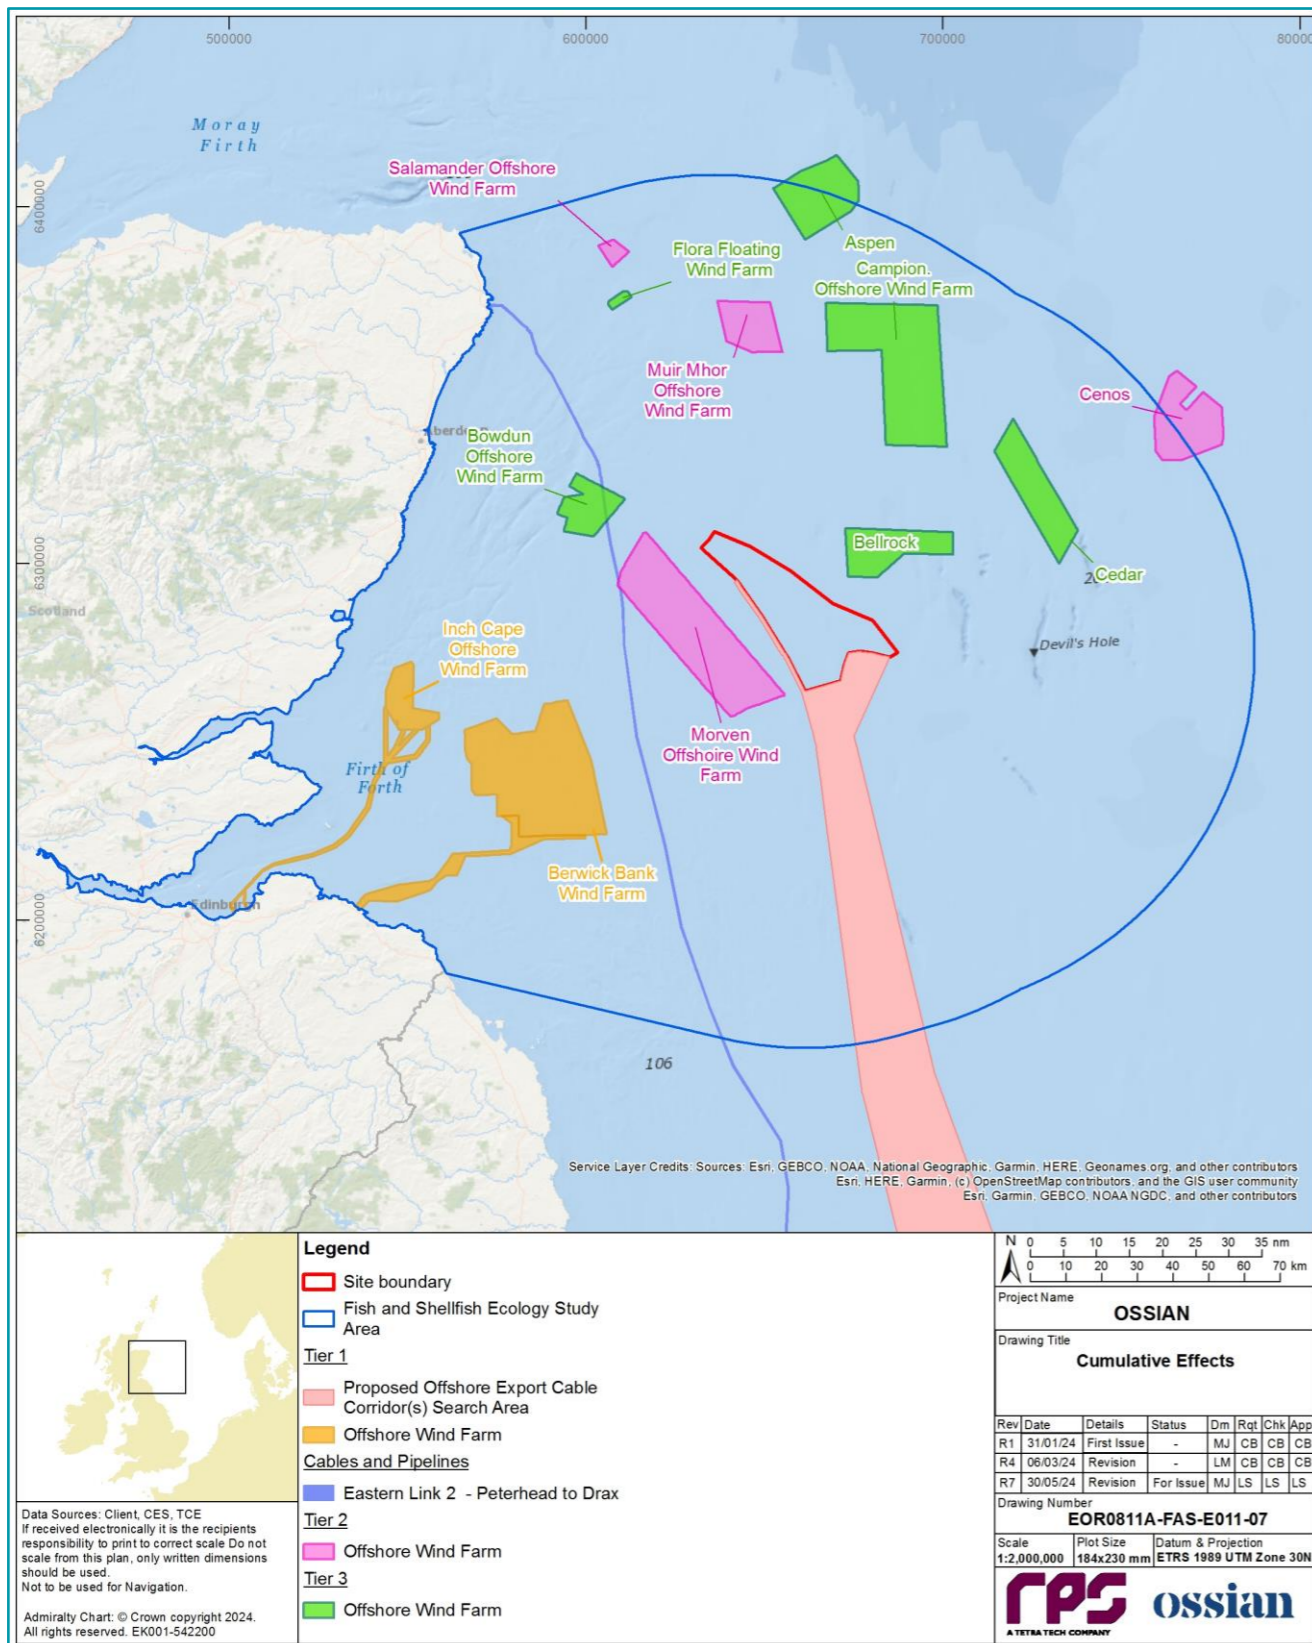 500000
600000
700000
80000
6400000
6300000
6200000
Moray
Firth
Salamander Offshore
Wind Farm
Flora Floating
Wind Farm
Aspen
Campion.
Offshore Wind Farm
Muir Mhor
Offshore
Wind Farm
Cenos
Bowdun
Offshore
Wind Farm
Bellrock
Cedar
Devil's Hole
Scotland
Inch Cape
Offshore
Wind Farm
Morven
Offshoire Wind
Farm
Firth of
Forth
Berwick Bank
Wind Farm
Edinburgh
106
Service Layer Credits: Sources: Esri, GEBCO, NOAA, National Geographic, Garmin, HERE, Geonames.org, and other contributors
Esri, HERE, Garmin, (c) OpenStreetMap contributors, and the GIS user community
Esri, Garmin, GEBCO, NOAA NGDC, and other contributors
Legend
Site boundary
Fish and Shellfish Ecology Study
Area
Tier 1
Proposed Offshore Export Cable
Corridor(s) Search Area
Offshore Wind Farm
Cables and Pipelines
Eastern Link 2 - Peterhead to Drax
Tier 2
Offshore Wind Farm
Tier 3
Offshore Wind Farm
Data Sources: Client, CES, TCE
If received electronically it is the recipients
responsibility to print to correct scale Do not
scale from this plan, only written dimensions
should be used.
Not to be used for Navigation.
Admiralty Chart: © Crown copyright 2024.
All rights reserved. EK001-542200
N
0 5 10 15 20 25 30 35 nm
0 10 20 30 40 50 60 70 km
Project Name
OSSIAN
Drawing Title
Cumulative Effects
Rev Date Details Status Dm Rqt Chk App
R1 31/01/24 First Issue - MJ CB CB CB
R4 06/03/24 Revision - LM CB CB CB
R7 30/05/24 Revision For Issue MJ LS LS LS
Drawing Number
EOR0811A-FAS-E011-07
Scale Plot Size Datum & Projection
1:2,000,000 184x230 mm ETRS 1989 UTM Zone 30N
rps
A TETRA TECH COMPANY
ossian